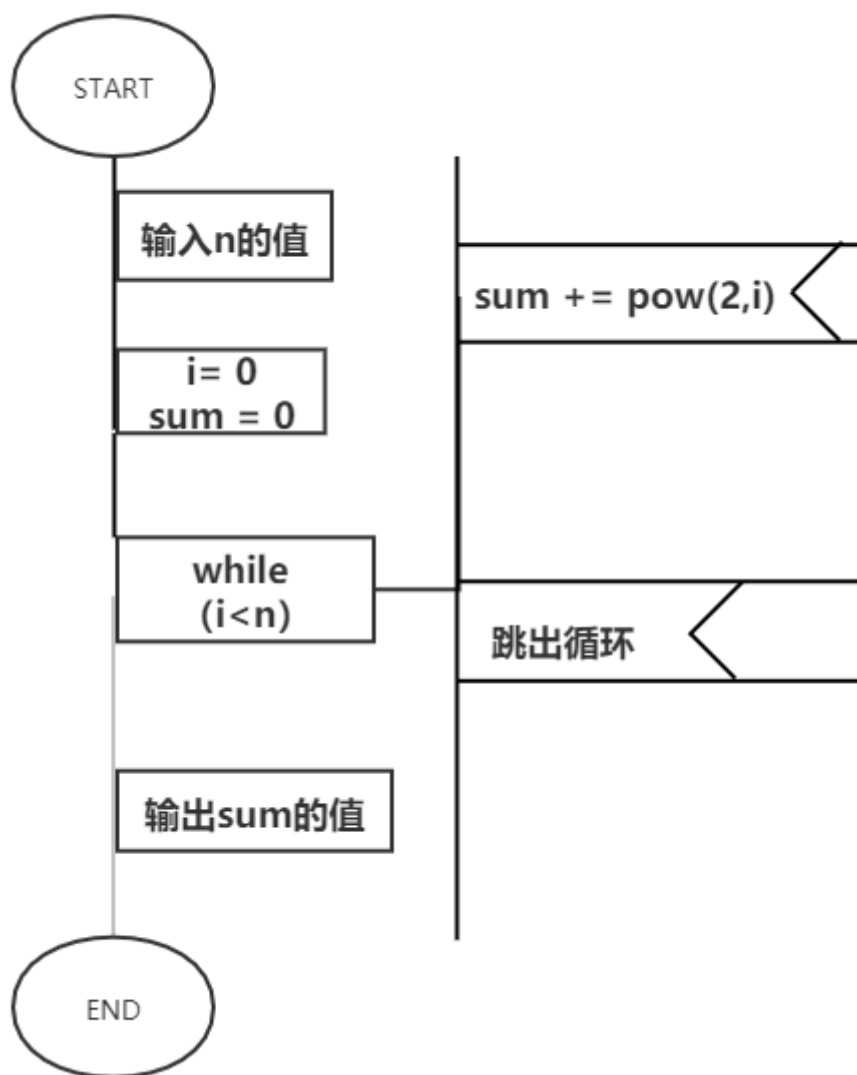 START
输入n的值
sum += pow(2,i)
i= 0
sum = 0
while
(i<n)
跳出循环
输出sum的值
END